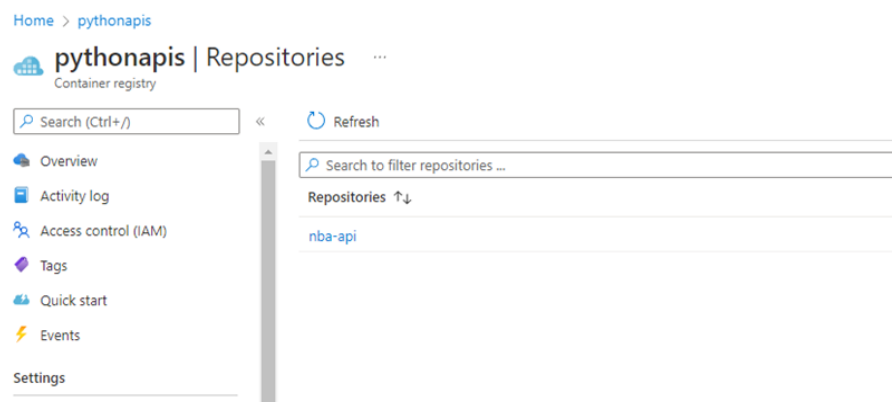 Home > pythonapis
pythonapis | Repositories ...
Container registry
Search (Ctrl+/)
«
Refresh
Overview
Activity log
Access control (IAM)
Tags
Quick start
Events
Settings
Search to filter repositories ...
Repositories ↑↓
nba-api